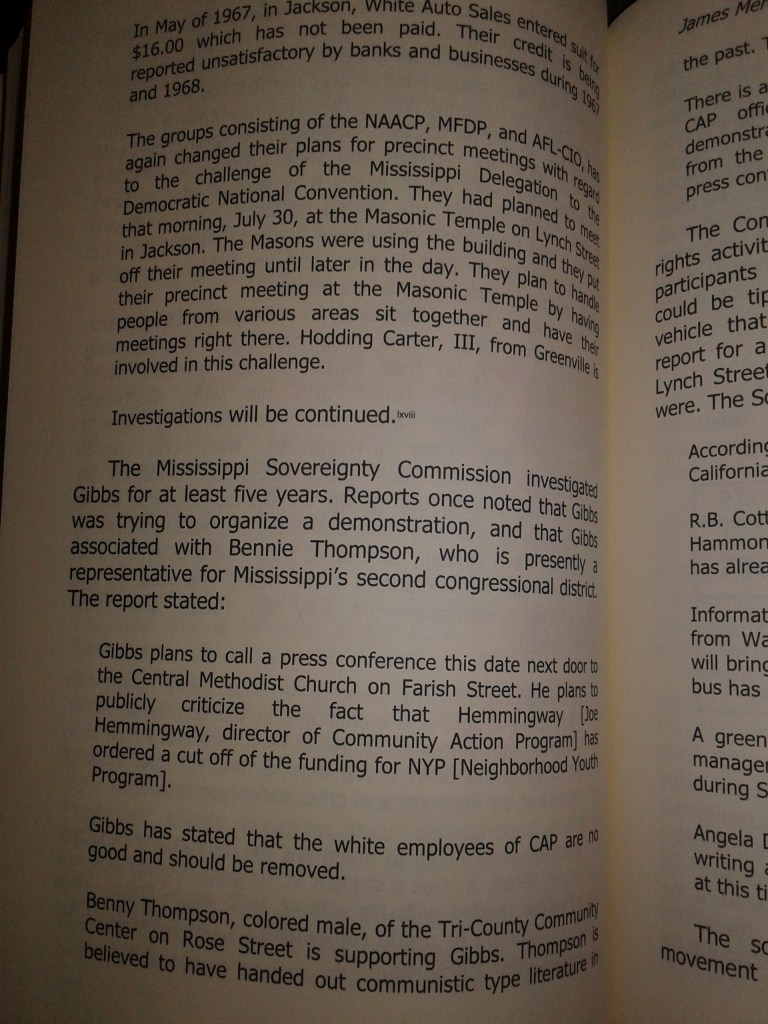 In May of 1967, in Jackson, White Auto Sales entered suit for
$16.00 which has not been paid. Their credit is being
reported unsatisfactory by banks and businesses during 1967
and 1968.
The groups consisting of the NAACP, MFDP, and AFL-CIO, has
again changed their plans for precinct meetings with regard
to the challenge of the Mississippi Delegation to the
Democratic National Convention. They had planned to meet
that morning, July 30, at the Masonic Temple on Lynch Street
in Jackson. The Masons were using the building and they put
off their meeting until later in the day. They plan to handle
their precinct meeting at the Masonic Temple by having
people from various areas sit together and have their
meetings right there. Hodding Carter, III, from Greenville is
involved in this challenge.
Investigations will be continued.lxviii
The Mississippi Sovereignty Commission investigated
Gibbs for at least five years. Reports once noted that Gibbs
was trying to organize a demonstration, and that Gibbs
associated with Bennie Thompson, who is presently a
representative for Mississippi's second congressional district.
The report stated:
Gibbs plans to call a press conference this date next door to
the Central Methodist Church on Farish Street. He plans to
publicly criticize the fact that Hemmingway [Joe
Hemmingway, director of Community Action Program] has
ordered a cut off of the funding for NYP [Neighborhood Youth
Program].
Gibbs has stated that the white employees of CAP are no
good and should be removed.
Benny Thompson, colored male, of the Tri-County Community
Center on Rose Street is supporting Gibbs. Thompson is
believed to have handed out communistic type literature in
James Mer
the past. T
There is a
CAP offic
demonstra
from the
press con
The Con
rights activit
participants
could be tip
vehicle that
report for a
Lynch Street
were. The So
According
California
R.B. Cott
Hammon
has alrea
Informat
from Wa
will bring
bus has
A green
manager
during S
Angela D
writing a
at this ti
The so
movement